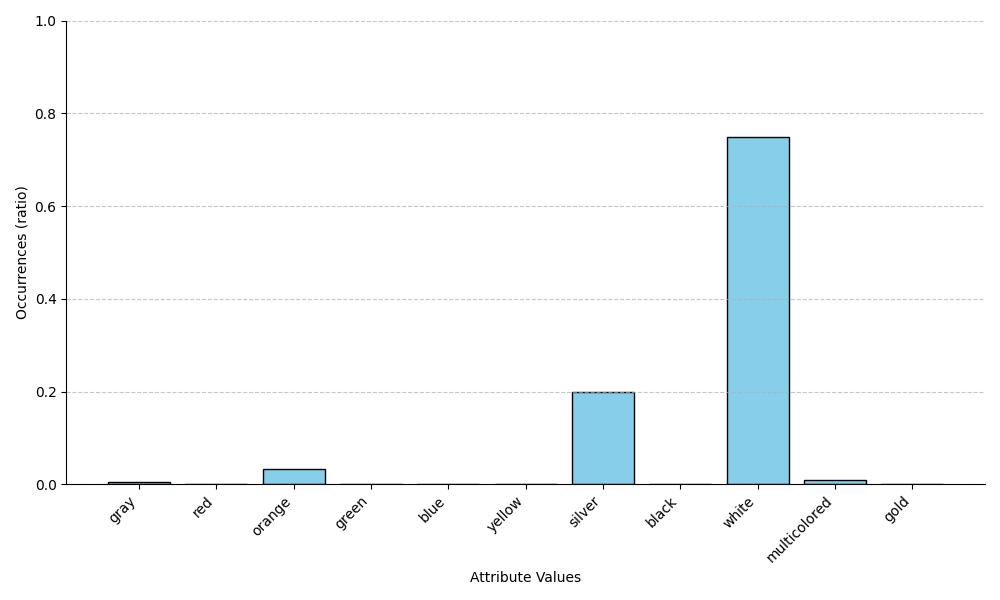 1.0
0.8
0.6
0.4
0.2
0.0
Occurrences (ratio)
gray
red
orange
green
blue
yellow
silver
black
white
multicolored
gold
Attribute Values